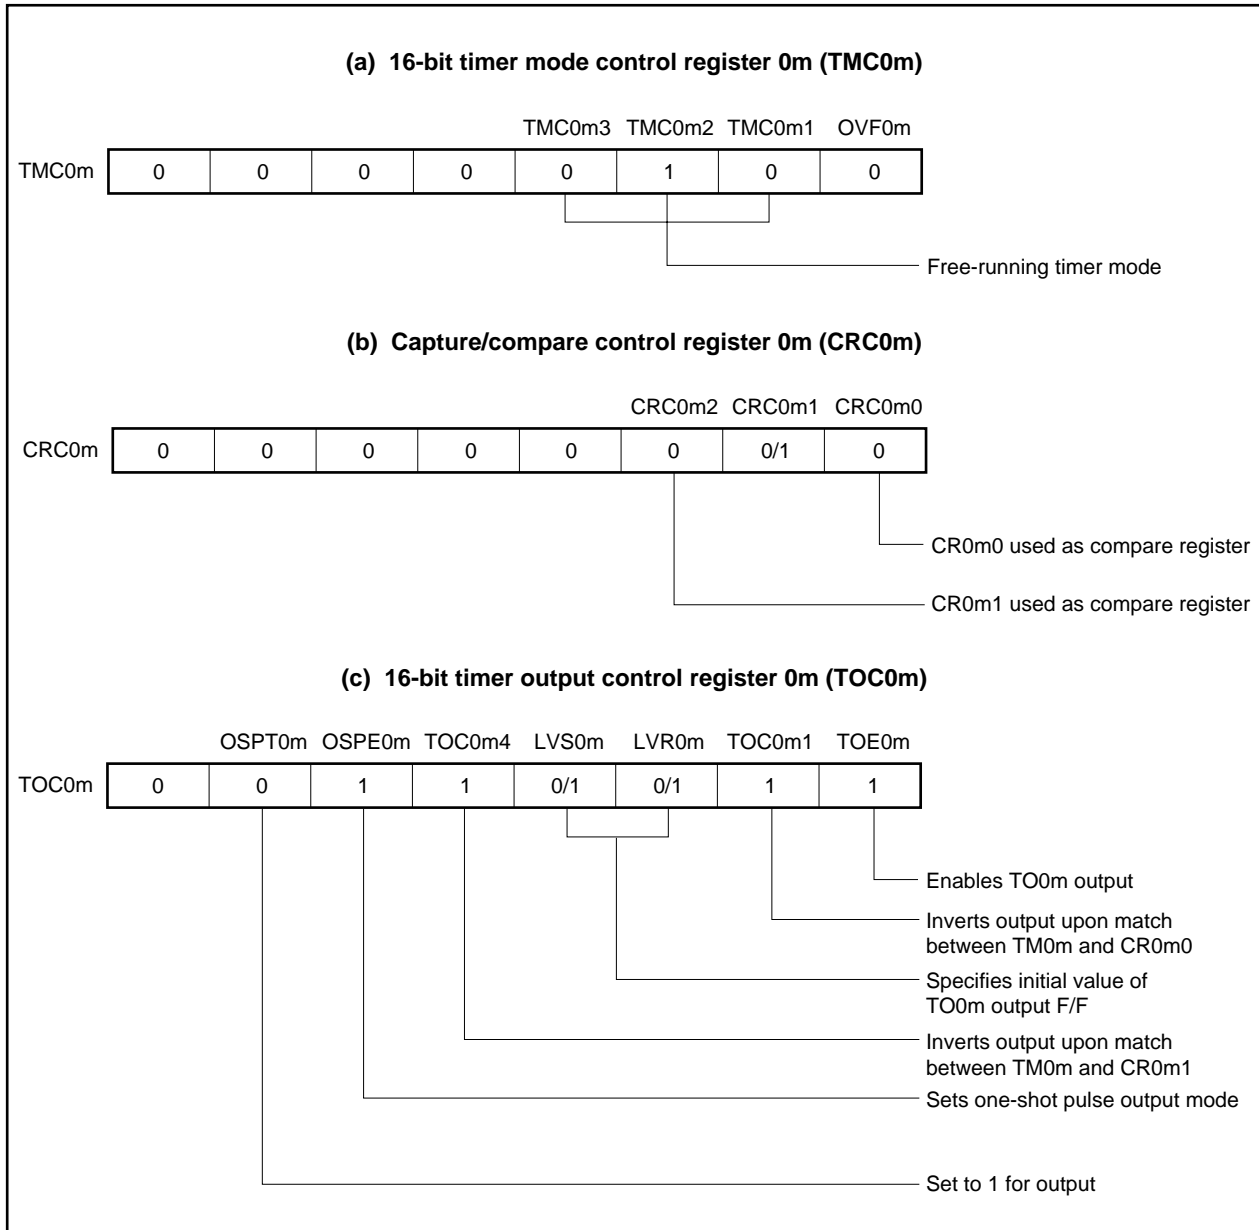 (a) 16-bit timer mode control register 0m (TMC0m)
TMC0m3 TMC0m2 TMC0m1 OVF0m
TMC0m 0 0 0 0 0 1 0 0
Free-running timer mode
(b) Capture/compare control register 0m (CRC0m)
CRC0m2 CRC0m1 CRC0m0
CRC0m 0 0 0 0 0 0 0/1 0
CR0m0 used as compare register
CR0m1 used as compare register
(c) 16-bit timer output control register 0m (TOC0m)
OSPT0m OSPE0m TOC0m4 LVS0m LVR0m TOC0m1 TOE0m
TOC0m 0 0 1 1 0/1 0/1 1 1
Enables TO0m output
Inverts output upon match
between TM0m and CR0m0
Specifies initial value of
TO0m output F/F
Inverts output upon match
between TM0m and CR0m1
Sets one-shot pulse output mode
Set to 1 for output